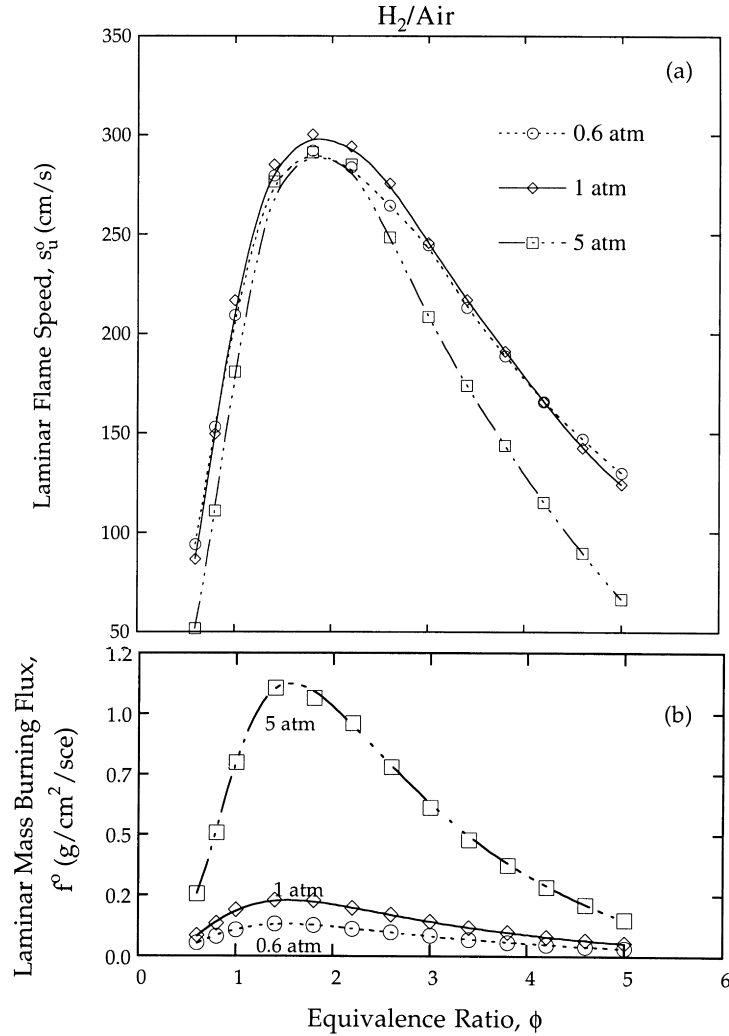 H₂/Air
350
300
250
200
150
100
50
Laminar Flame Speed, sᵤᵒ (cm/s)
(a)
0.6 atm
1 atm
5 atm
1.2
1.0
0.7
0.5
0.2
0.0
Laminar Mass Burning Flux,
fᵒ (g/cm²/sce)
(b)
5 atm
1 atm
0.6 atm
0 1 2 3 4 5 6
Equivalence Ratio, ϕ